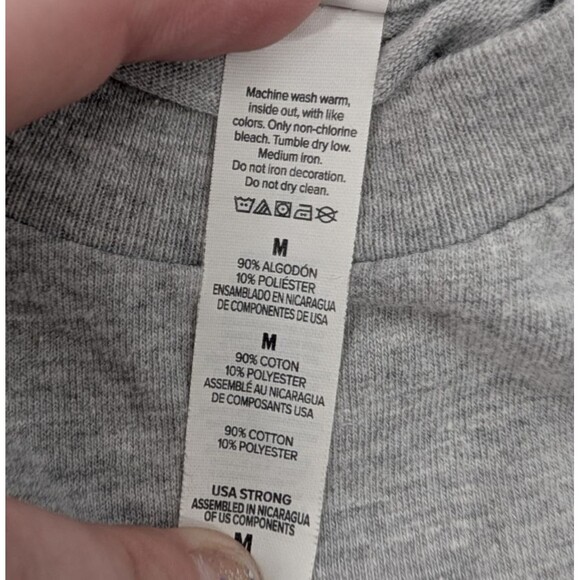 Machine wash warm,
inside out, with like
colors. Only non-chlorine
bleach. Tumble dry low.
Medium iron.
Do not iron decoration.
Do not dry clean.
M
90% ALGODÓN
10% POLIÉSTER
ENSAMBLADO EN NICARAGUA
DE COMPONENTES DE USA
M
90% COTON
10% POLYESTER
ASSEMBLÉ AU NICARAGUA
DE COMPOSANTS USA
90% COTTON
10% POLYESTER
USA STRONG
ASSEMBLED IN NICARAGUA
OF US COMPONENTS
M